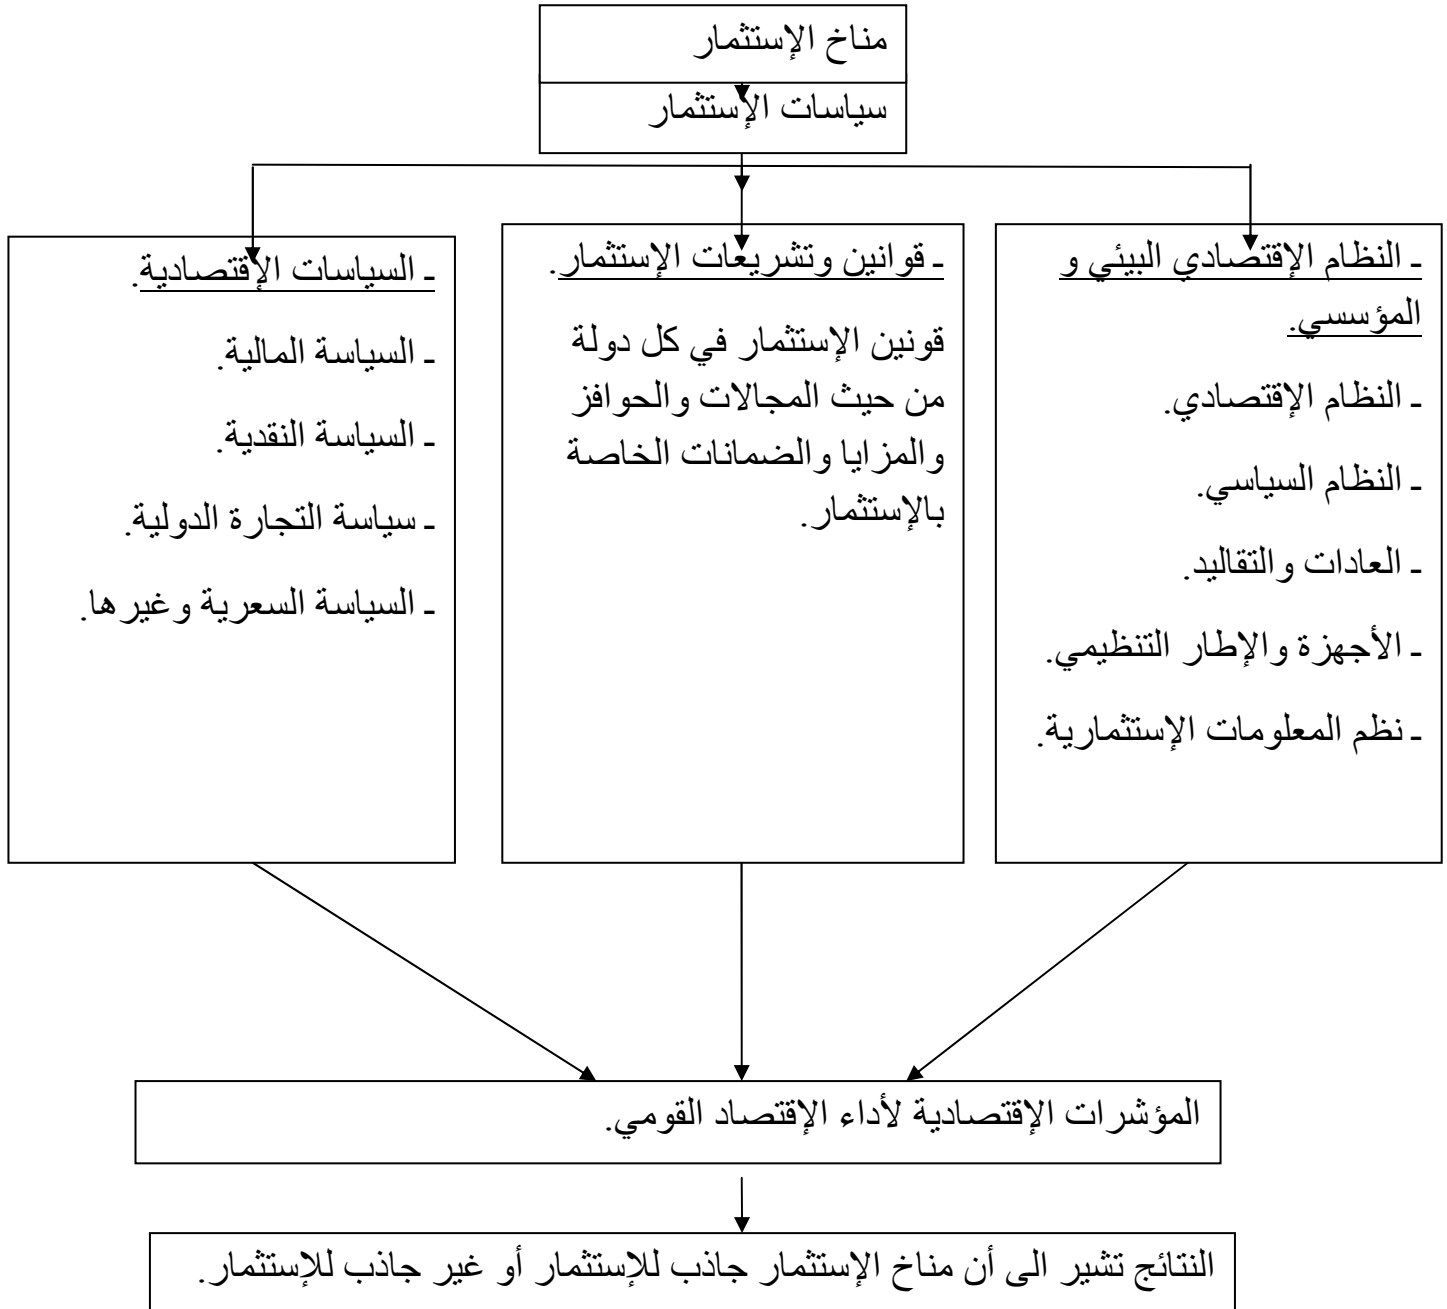 مناخ الإستثمار
سياسات الإستثمار
ـ النظام الإقتصادي البيئي و
المؤسسي.
ـ النظام الإقتصادي.
ـ النظام السياسي.
ـ العادات والتقاليد.
ـ الأجهزة والإطار التنظيمي.
ـ نظم المعلومات الإستثمارية.
ـ قوانين وتشريعات الإستثمار.
قونين الإستثمار في كل دولة
من حيث المجالات والحوافز
والمزايا والضمانات الخاصة
بالإستثمار.
ـ السياسات الإقتصادية.
ـ السياسة المالية.
ـ السياسة النقدية.
ـ سياسة التجارة الدولية.
ـ السياسة السعرية وغيرها.
المؤشرات الإقتصادية لأداء الإقتصاد القومي.
النتائج تشير الى أن مناخ الإستثمار جاذب للإستثمار أو غير جاذب للإستثمار.